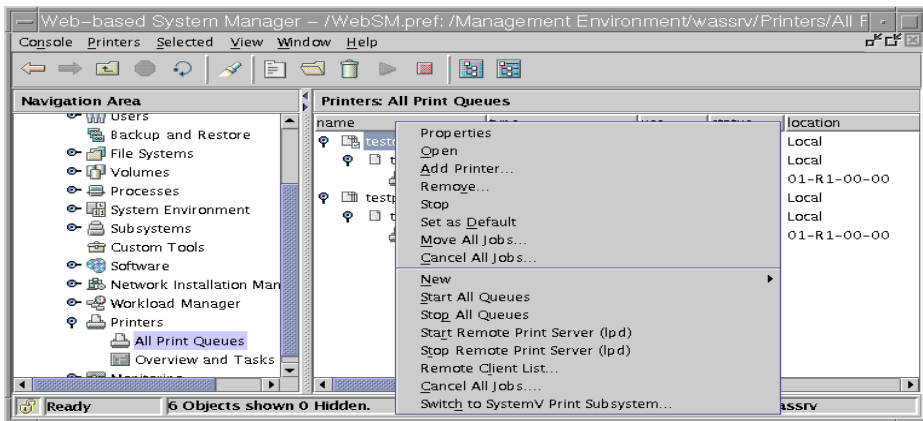 Web-based System Manager - /WebSM.pref: /Management Environment/wassrv/Printers/All F
Console Printers Selected View Window Help
Navigation Area
Users
Backup and Restore
File Systems
Volumes
Processes
System Environment
Subsystems
Custom Tools
Software
Network Installation Man
Workload Manager
Printers
All Print Queues
Overview and Tasks
Printers: All Print Queues
name
location
Local
Local
01-R1-00-00
Local
Local
01-R1-00-00
Properties
Open
Add Printer...
Remove...
Stop
Set as Default
Move All Jobs...
Cancel All Jobs...
New
Start All Queues
Stop All Queues
Start Remote Print Server (lpd)
Stop Remote Print Server (lpd)
Remote Client List...
Cancel All Jobs....
Switch to SystemV Print Subsystem...
Ready
6 Objects shown 0 Hidden.